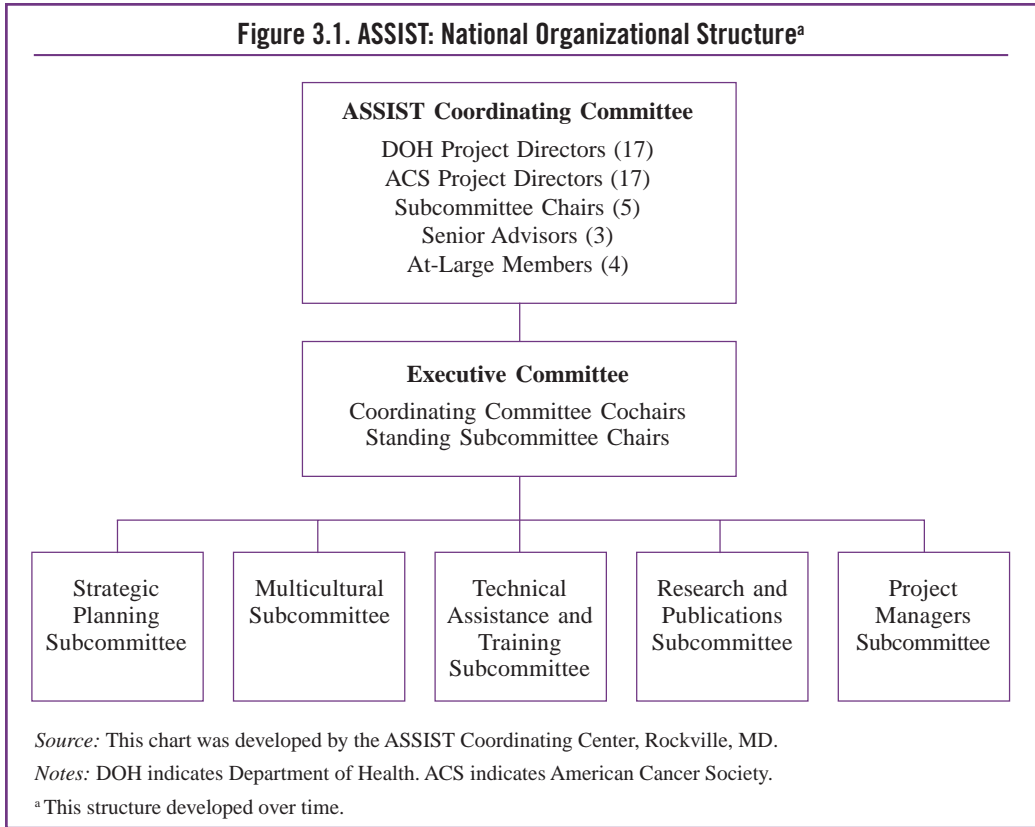 Figure 3.1. ASSIST: National Organizational Structureᵃ
ASSIST Coordinating Committee
DOH Project Directors (17)
ACS Project Directors (17)
Subcommittee Chairs (5)
Senior Advisors (3)
At-Large Members (4)
Executive Committee
Coordinating Committee Cochairs
Standing Subcommittee Chairs
Strategic
Planning
Subcommittee
Multicultural
Subcommittee
Technical
Assistance and
Training
Subcommittee
Research and
Publications
Subcommittee
Project
Managers
Subcommittee
Source: This chart was developed by the ASSIST Coordinating Center, Rockville, MD.
Notes: DOH indicates Department of Health. ACS indicates American Cancer Society.
ᵃ This structure developed over time.